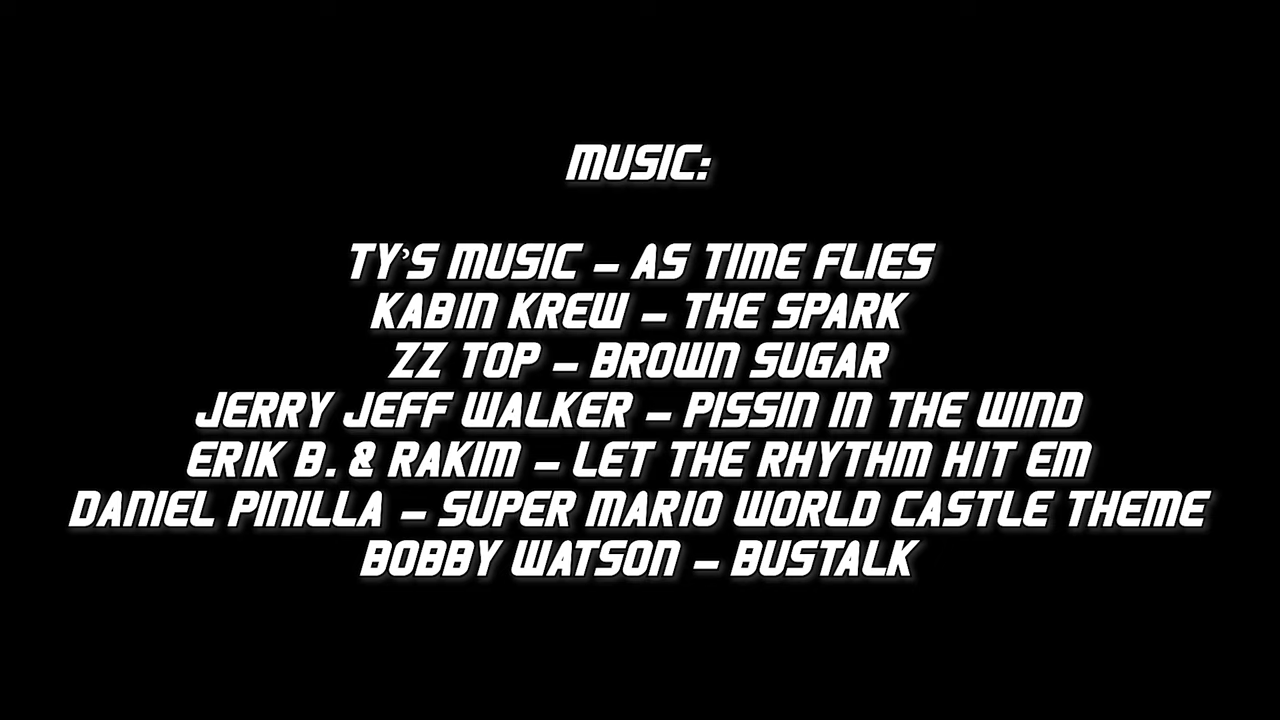 MUSIC:
TY'S MUSIC – AS TIME FLIES
KABIN KREW – THE SPARK
ZZ TOP – BROWN SUGAR
JERRY JEFF WALKER – PISSIN IN THE WIND
ERIK B. & RAKIM – LET THE RHYTHM HIT EM
DANIEL PINILLA – SUPER MARIO WORLD CASTLE THEME
BOBBY WATSON – BUSTALK